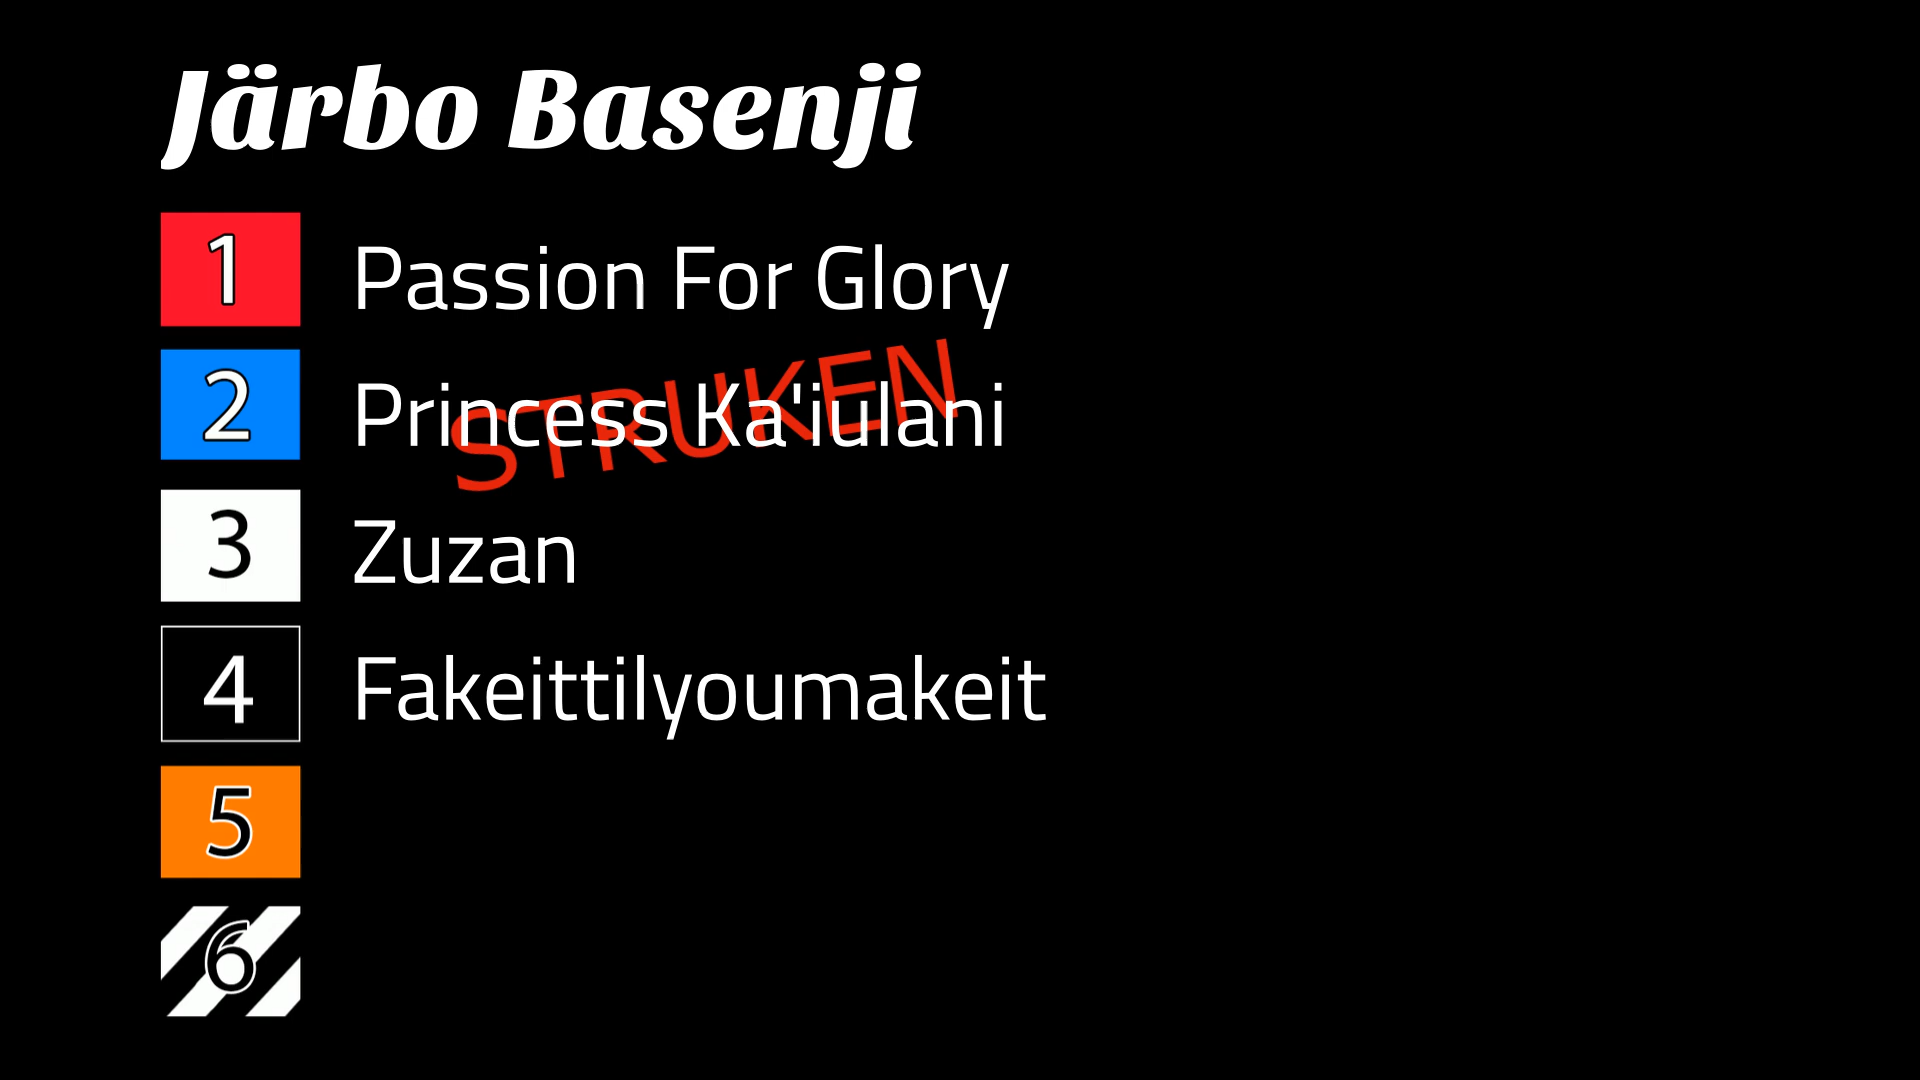 Järbo Basenji
1 Passion For Glory
2 Princess Ka'iulani
STRUKEN
3 Zuzan
4 Fakeittilyoumakeit
5
6